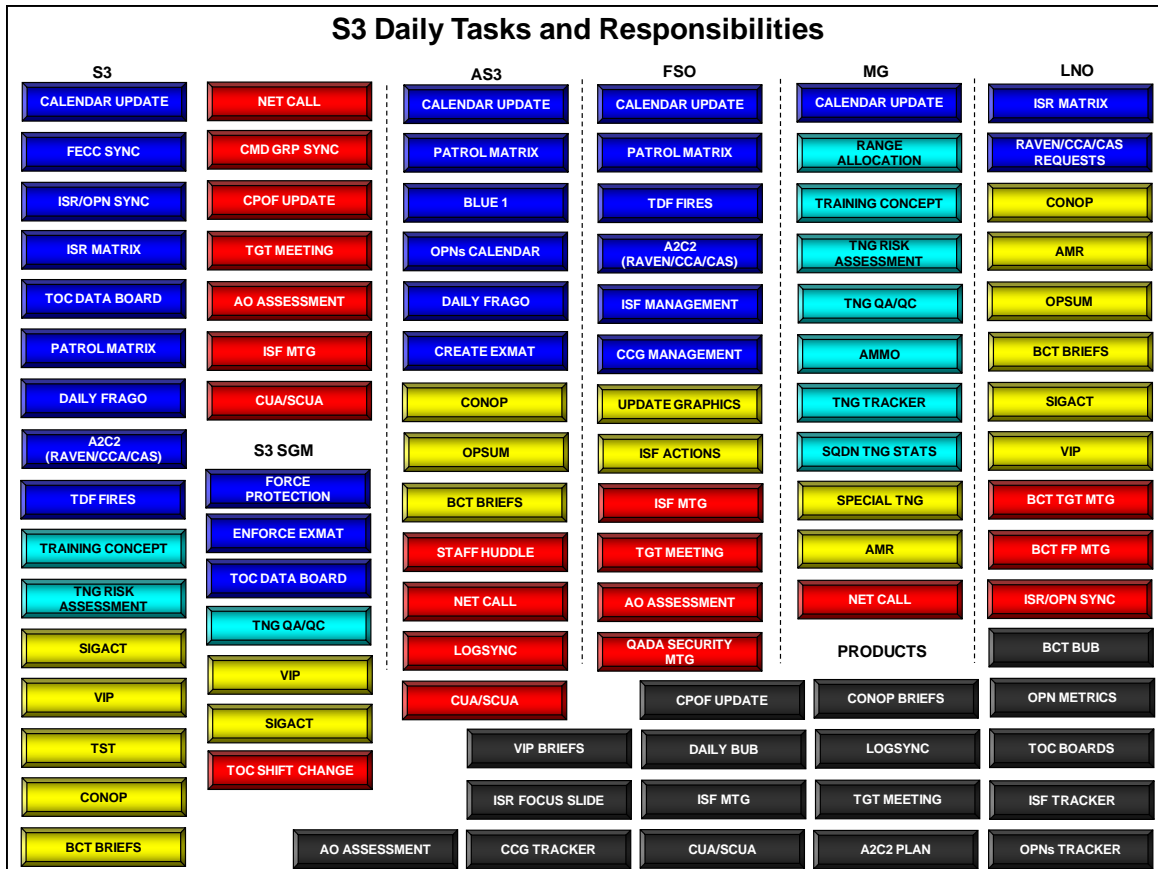 S3 Daily Tasks and Responsibilities
S3
CALENDAR UPDATE
FECC SYNC
ISR/OPN SYNC
ISR MATRIX
TOC DATA BOARD
PATROL MATRIX
DAILY FRAGO
A2C2
(RAVEN/CCA/CAS)
TDF FIRES
TRAINING CONCEPT
TNG RISK
ASSESSMENT
SIGACT
VIP
TST
CONOP
BCT BRIEFS
NET CALL
CMD GRP SYNC
CPOF UPDATE
TGT MEETING
AO ASSESSMENT
ISF MTG
CUA/SCUA
S3 SGM
FORCE
PROTECTION
ENFORCE EXMAT
TOC DATA BOARD
TNG QA/QC
VIP
SIGACT
TOC SHIFT CHANGE
AS3
CALENDAR UPDATE
PATROL MATRIX
BLUE 1
OPNs CALENDAR
DAILY FRAGO
CREATE EXMAT
CONOP
OPSUM
BCT BRIEFS
STAFF HUDDLE
NET CALL
LOGSYNC
CUA/SCUA
FSO
CALENDAR UPDATE
PATROL MATRIX
TDF FIRES
A2C2
(RAVEN/CCA/CAS)
ISF MANAGEMENT
CCG MANAGEMENT
UPDATE GRAPHICS
ISF ACTIONS
ISF MTG
TGT MEETING
AO ASSESSMENT
QADA SECURITY
MTG
MG
CALENDAR UPDATE
RANGE
ALLOCATION
TRAINING CONCEPT
TNG RISK
ASSESSMENT
TNG QA/QC
AMMO
TNG TRACKER
SQDN TNG STATS
SPECIAL TNG
AMR
NET CALL
LNO
ISR MATRIX
RAVEN/CCA/CAS
REQUESTS
CONOP
AMR
OPSUM
BCT BRIEFS
SIGACT
VIP
BCT TGT MTG
BCT FP MTG
ISR/OPN SYNC
PRODUCTS
BCT BUB
CPOF UPDATE
CONOP BRIEFS
OPN METRICS
VIP BRIEFS
DAILY BUB
LOGSYNC
TOC BOARDS
ISR FOCUS SLIDE
ISF MTG
TGT MEETING
ISF TRACKER
AO ASSESSMENT
CCG TRACKER
CUA/SCUA
A2C2 PLAN
OPNs TRACKER